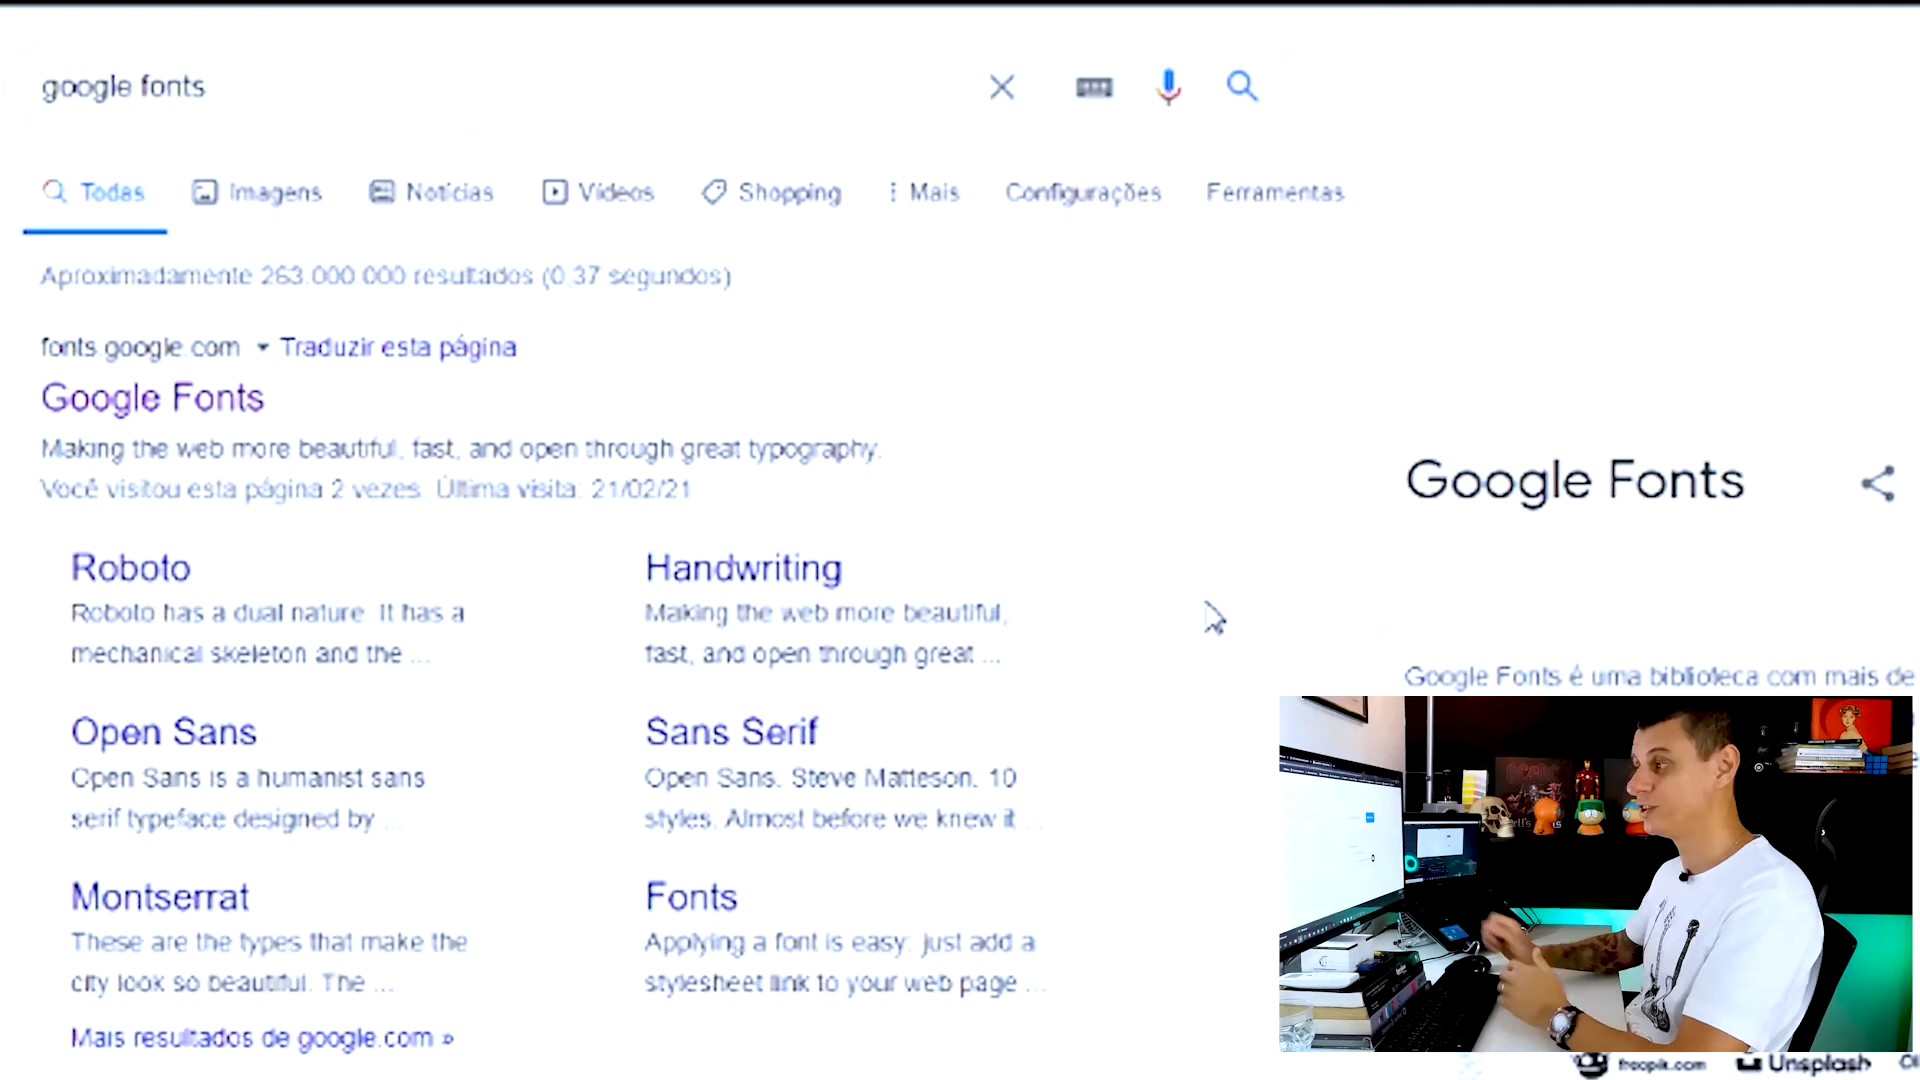 google fonts
Todas Imagens Notícias Vídeos Shopping Mais Configurações Ferramentas
Aproximadamente 263.000.000 resultados (0,37 segundos)
fonts.google.com Traduzir esta página
Google Fonts
Making the web more beautiful, fast, and open through great typography.
Você visitou esta página 2 vezes. Última visita: 21/02/21
Roboto
Roboto has a dual nature. It has a
mechanical skeleton and the ...
Handwriting
Making the web more beautiful,
fast, and open through great ...
Open Sans
Open Sans is a humanist sans
serif typeface designed by ...
Sans Serif
Open Sans. Steve Matteson. 10
styles. Almost before we knew it ...
Montserrat
These are the types that make the
city look so beautiful. The ...
Fonts
Applying a font is easy: just add a
stylesheet link to your web page ...
Mais resultados de google.com »
Google Fonts
Google Fonts é uma biblioteca com mais de
freepik.com Unsplash